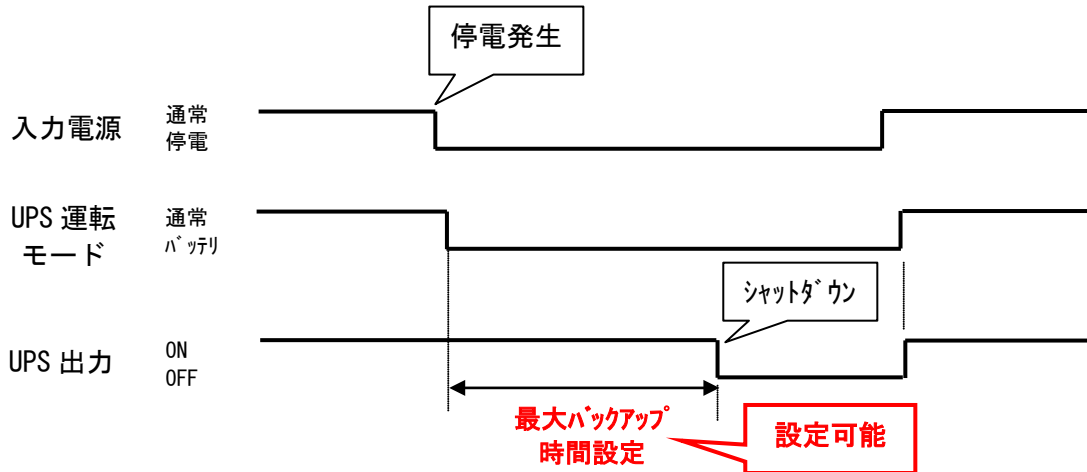 停電発生
入力電源
通常
停電
UPS 運転
モード
通常
ﾊﾞｯﾃﾘ
ｼｬｯﾄﾀﾞｳﾝ
UPS 出力
ON
OFF
最大ﾊﾞｯｸｱｯﾌﾟ
時間設定
設定可能